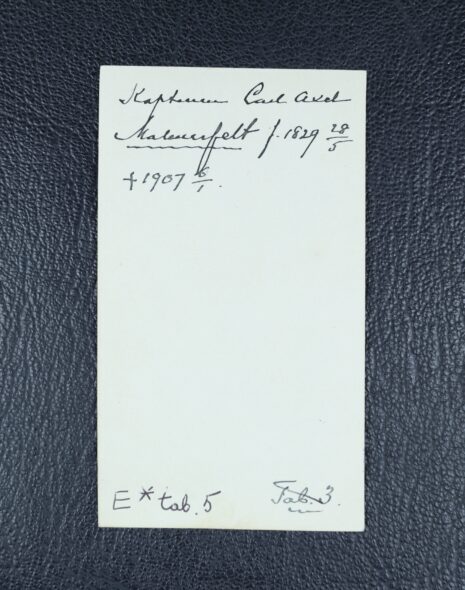 Kaptenen Carl Axel
Malmerfelt f. 1829 28/5
† 1907 6/1.
E* tab. 5 Tab. 3.